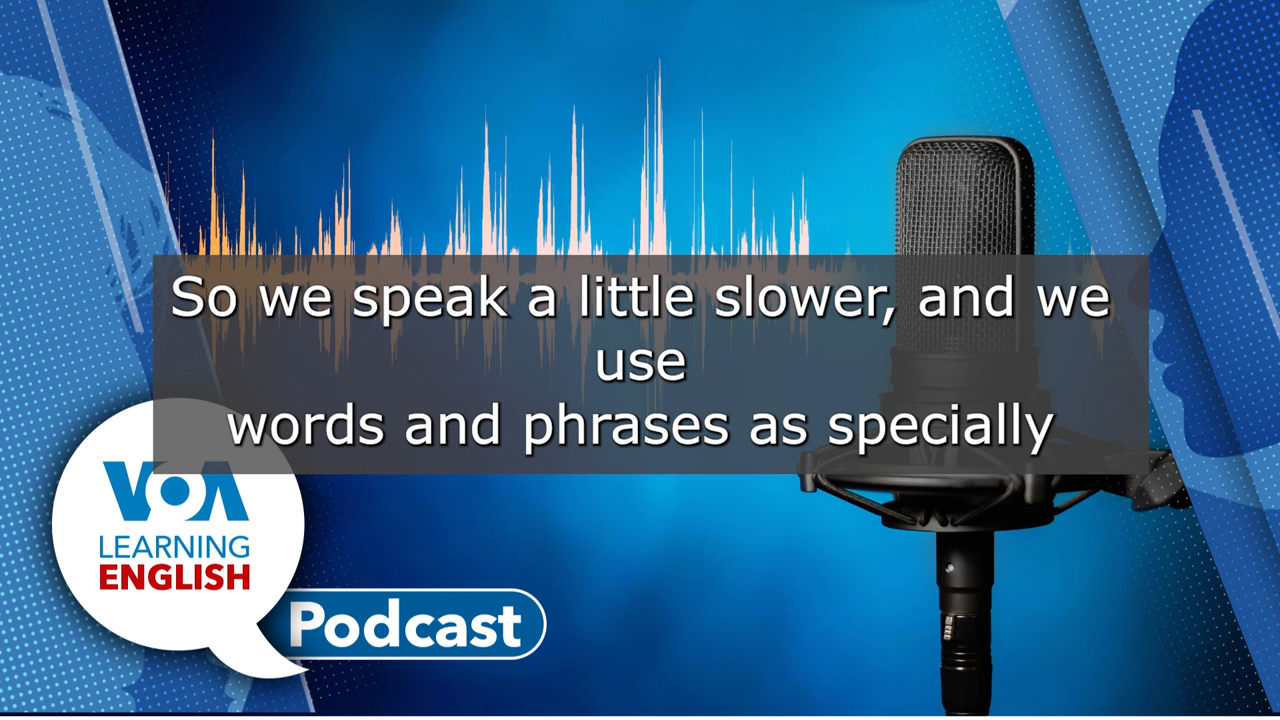 So we speak a little slower, and we
use
words and phrases as specially
VOA
LEARNING
ENGLISH
Podcast